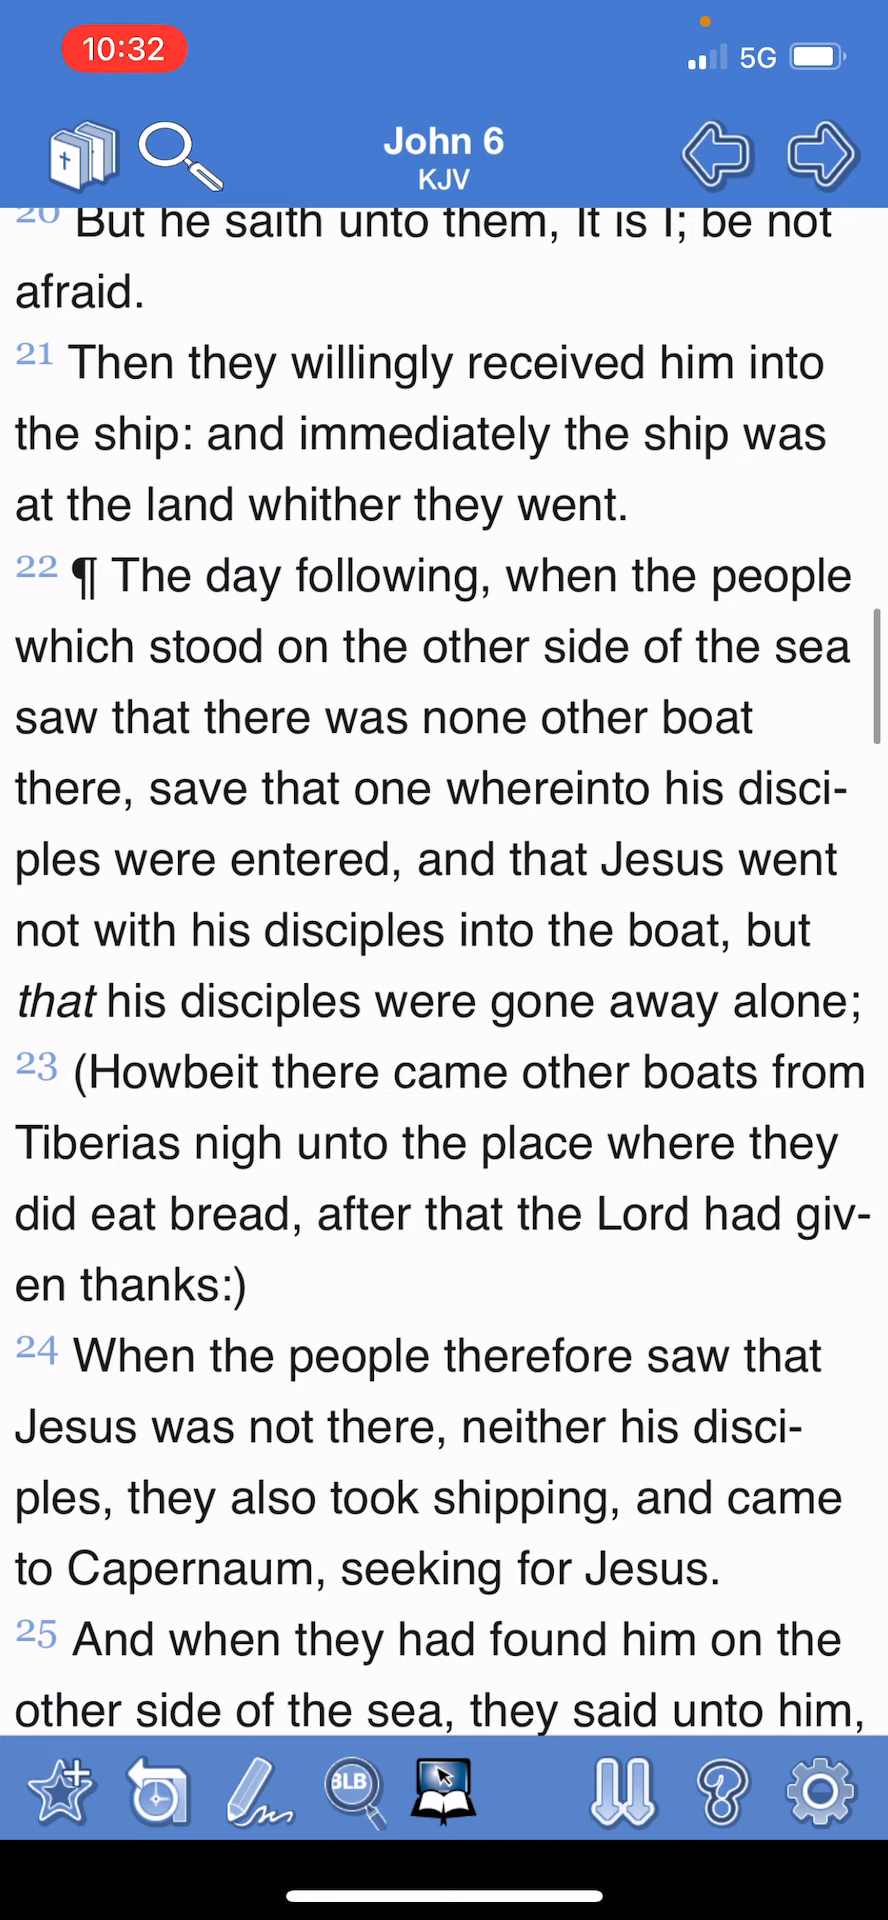 10:32
5G
John 6
KJV
20 But he saith unto them, It is I; be not
afraid.
21 Then they willingly received him into
the ship: and immediately the ship was
at the land whither they went.
22 ¶ The day following, when the people
which stood on the other side of the sea
saw that there was none other boat
there, save that one whereinto his disci-
ples were entered, and that Jesus went
not with his disciples into the boat, but
that his disciples were gone away alone;
23 (Howbeit there came other boats from
Tiberias nigh unto the place where they
did eat bread, after that the Lord had giv-
en thanks:)
24 When the people therefore saw that
Jesus was not there, neither his disci-
ples, they also took shipping, and came
to Capernaum, seeking for Jesus.
25 And when they had found him on the
other side of the sea, they said unto him,
BLB